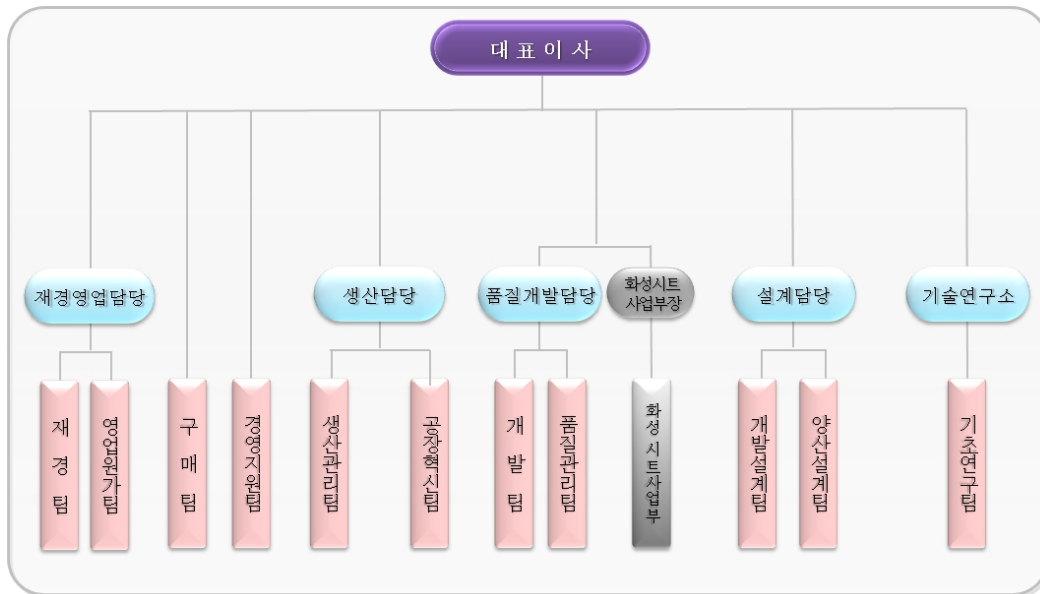 대 표 이 사
재경영업담당
생산담당
품질개발담당
화성시트
사업부장
설계담당
기술연구소
재 경 팀
영업원가팀
구 매 팀
경영지원팀
생산관리팀
공장혁신팀
개 발 팀
품질관리팀
화성 시트사업부
개발설계팀
양산설계팀
기초연구팀